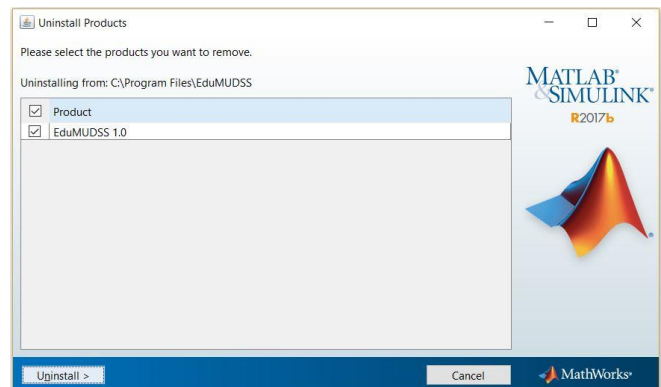 Uninstall Products
Please select the products you want to remove.
Uninstalling from: C:\Program Files\EduMUDSS
Product
EduMUDSS 1.0
MATLAB®
&SIMULINK®
R2017b
Uninstall >
Cancel
MathWorks®